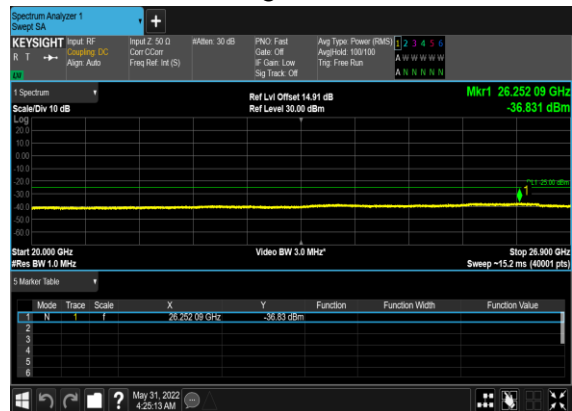 Spectrum Analyzer 1
Swept SA
+
KEYSIGHT Input: RF Input Z: 50 Ω #Atten: 30 dB PNO: Fast Avg Type: Power (RMS) 1 2 3 4 5 6
R T Coupling: DC Corr CCorr Gate: Off Avg|Hold: 100/100 A W W W W W
Align: Auto Freq Ref: Int (S) IF Gain: Low Trig: Free Run
LXI Sig Track: Off A N N N N N
1 Spectrum Ref Lvl Offset 14.91 dB Mkr1 26.252 09 GHz
Scale/Div 10 dB Ref Level 30.00 dBm -36.831 dBm
Log
20.0
10.0
0.00
-10.0
-20.0
DL1 -25.00 dBm
1
-30.0
-40.0
-50.0
-60.0
Start 20.000 GHz Video BW 3.0 MHz* Stop 26.900 GHz
#Res BW 1.0 MHz Sweep ~15.2 ms (40001 pts)
5 Marker Table
Mode Trace Scale X Y Function Function Width Function Value
1 N 1 f 26.252 09 GHz -36.83 dBm
2
3
4
5
6
? May 31, 2022
4:25:13 AM